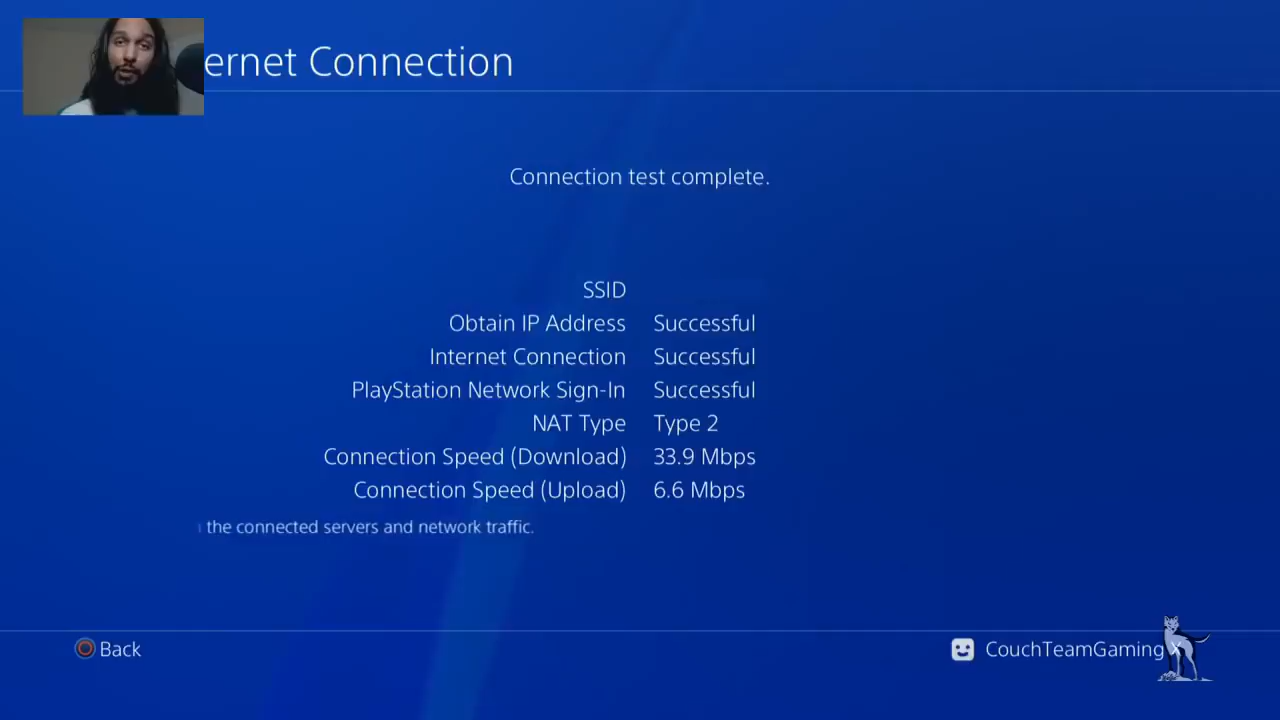 ernet Connection
Connection test complete.
SSID
Obtain IP Address Successful
Internet Connection Successful
PlayStation Network Sign-In Successful
NAT Type Type 2
Connection Speed (Download) 33.9 Mbps
Connection Speed (Upload) 6.6 Mbps
the connected servers and network traffic.
Back
CouchTeamGaming